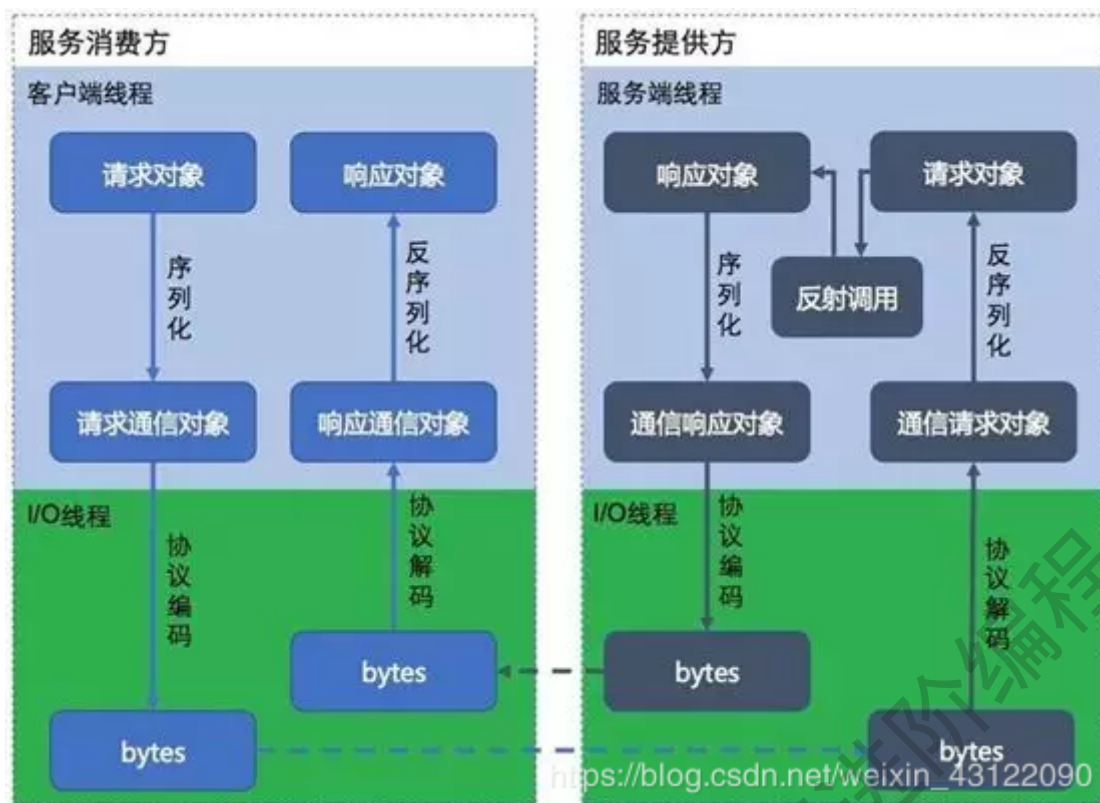 服务消费方
客户端线程
请求对象
响应对象
序列化
反序列化
请求通信对象
响应通信对象
I/O线程
协议编码
协议解码
bytes
bytes
服务提供方
服务端线程
响应对象
请求对象
反射调用
序列化
反序列化
通信响应对象
通信请求对象
I/O线程
协议编码
协议解码
bytes
bytes
https://blog.csdn.net/weixin_43122090
阶编程